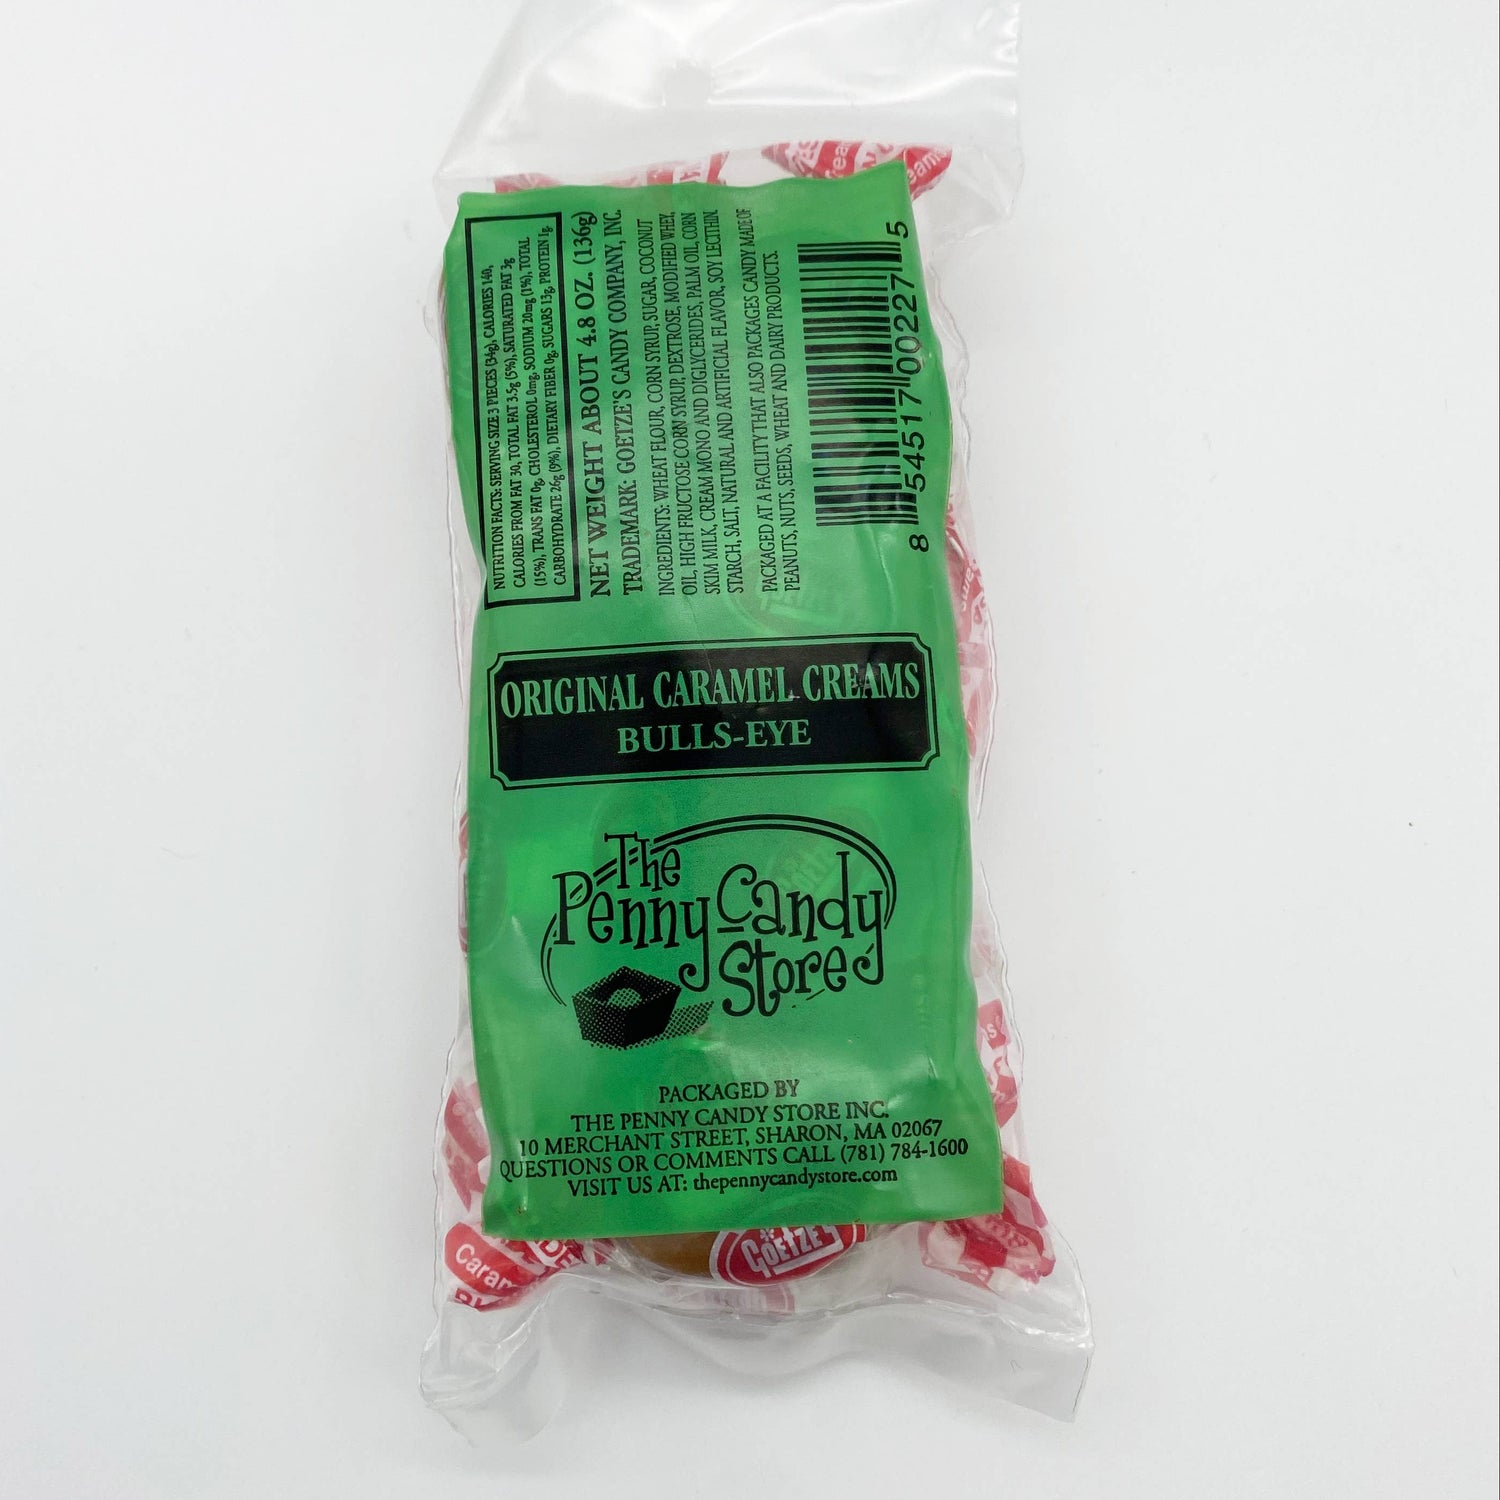 NUTRITION FACTS: SERVING SIZE 3 PIECES (34g), CALORIES 140,
CALORIES FROM FAT 30, TOTAL FAT 3.5g (5%), SATURATED FAT 3g
(15%), TRANS FAT 0g, CHOLESTEROL 0mg, SODIUM 20mg (1%), TOTAL
CARBOHYDRATE 26g (9%), DIETARY FIBER 0g, SUGARS 13g, PROTEIN 1g.
NET WEIGHT ABOUT 4.8 OZ. (136g)
TRADEMARK: GOETZE'S CANDY COMPANY, INC.
INGREDIENTS: WHEAT FLOUR, CORN SYRUP, SUGAR, COCONUT
OIL, HIGH FRUCTOSE CORN SYRUP, DEXTROSE, MODIFIED WHEY,
SKIM MILK, CREAM MONO AND DIGLYCERIDES, PALM OIL, CORN
STARCH, SALT, NATURAL AND ARTIFICIAL FLAVOR, SOY LECITHIN.
PACKAGED AT A FACILITY THAT ALSO PACKAGES CANDY MADE OF
PEANUTS, NUTS, SEEDS, WHEAT AND DAIRY PRODUCTS.
8 54517 00227 5
ORIGINAL CARAMEL CREAMS
BULLS-EYE
The
Penny Candy
Store
PACKAGED BY
THE PENNY CANDY STORE INC.
10 MERCHANT STREET, SHARON, MA 02067
QUESTIONS OR COMMENTS CALL (781) 784-1600
VISIT US AT: thepennycandystore.com
GOETZE'S